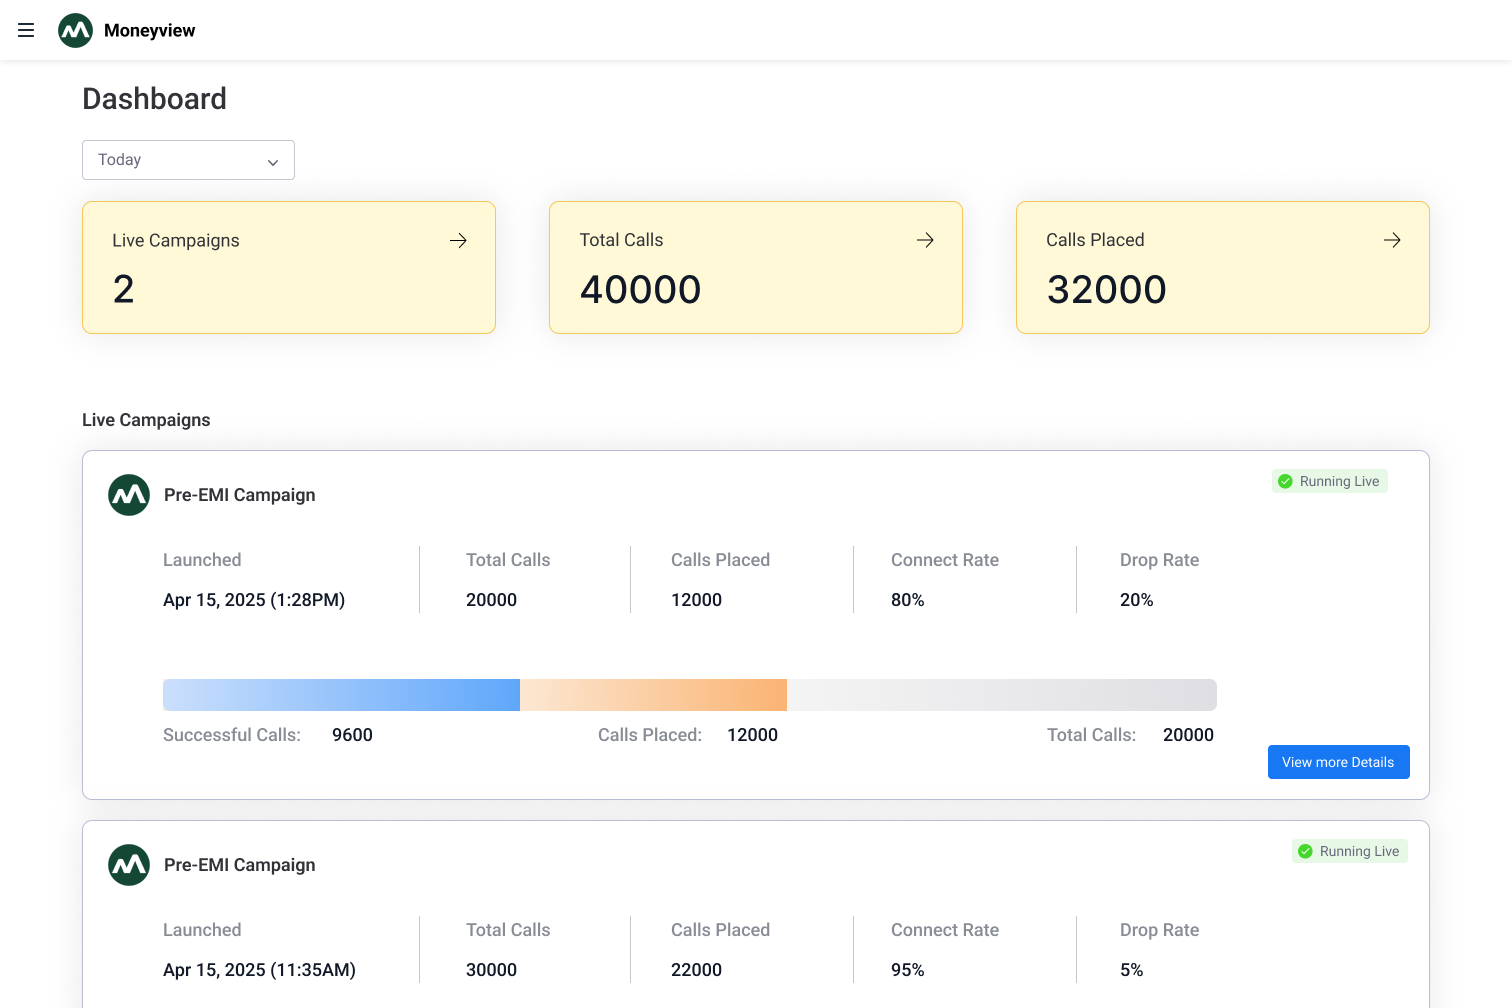 Moneyview
Dashboard
Today
Live Campaigns
2
Total Calls
40000
Calls Placed
32000
Live Campaigns
Pre-EMI Campaign
Running Live
Launched Total Calls Calls Placed Connect Rate Drop Rate
Apr 15, 2025 (1:28PM) 20000 12000 80% 20%
Successful Calls: 9600 Calls Placed: 12000 Total Calls: 20000
View more Details
Pre-EMI Campaign
Running Live
Launched Total Calls Calls Placed Connect Rate Drop Rate
Apr 15, 2025 (11:35AM) 30000 22000 95% 5%